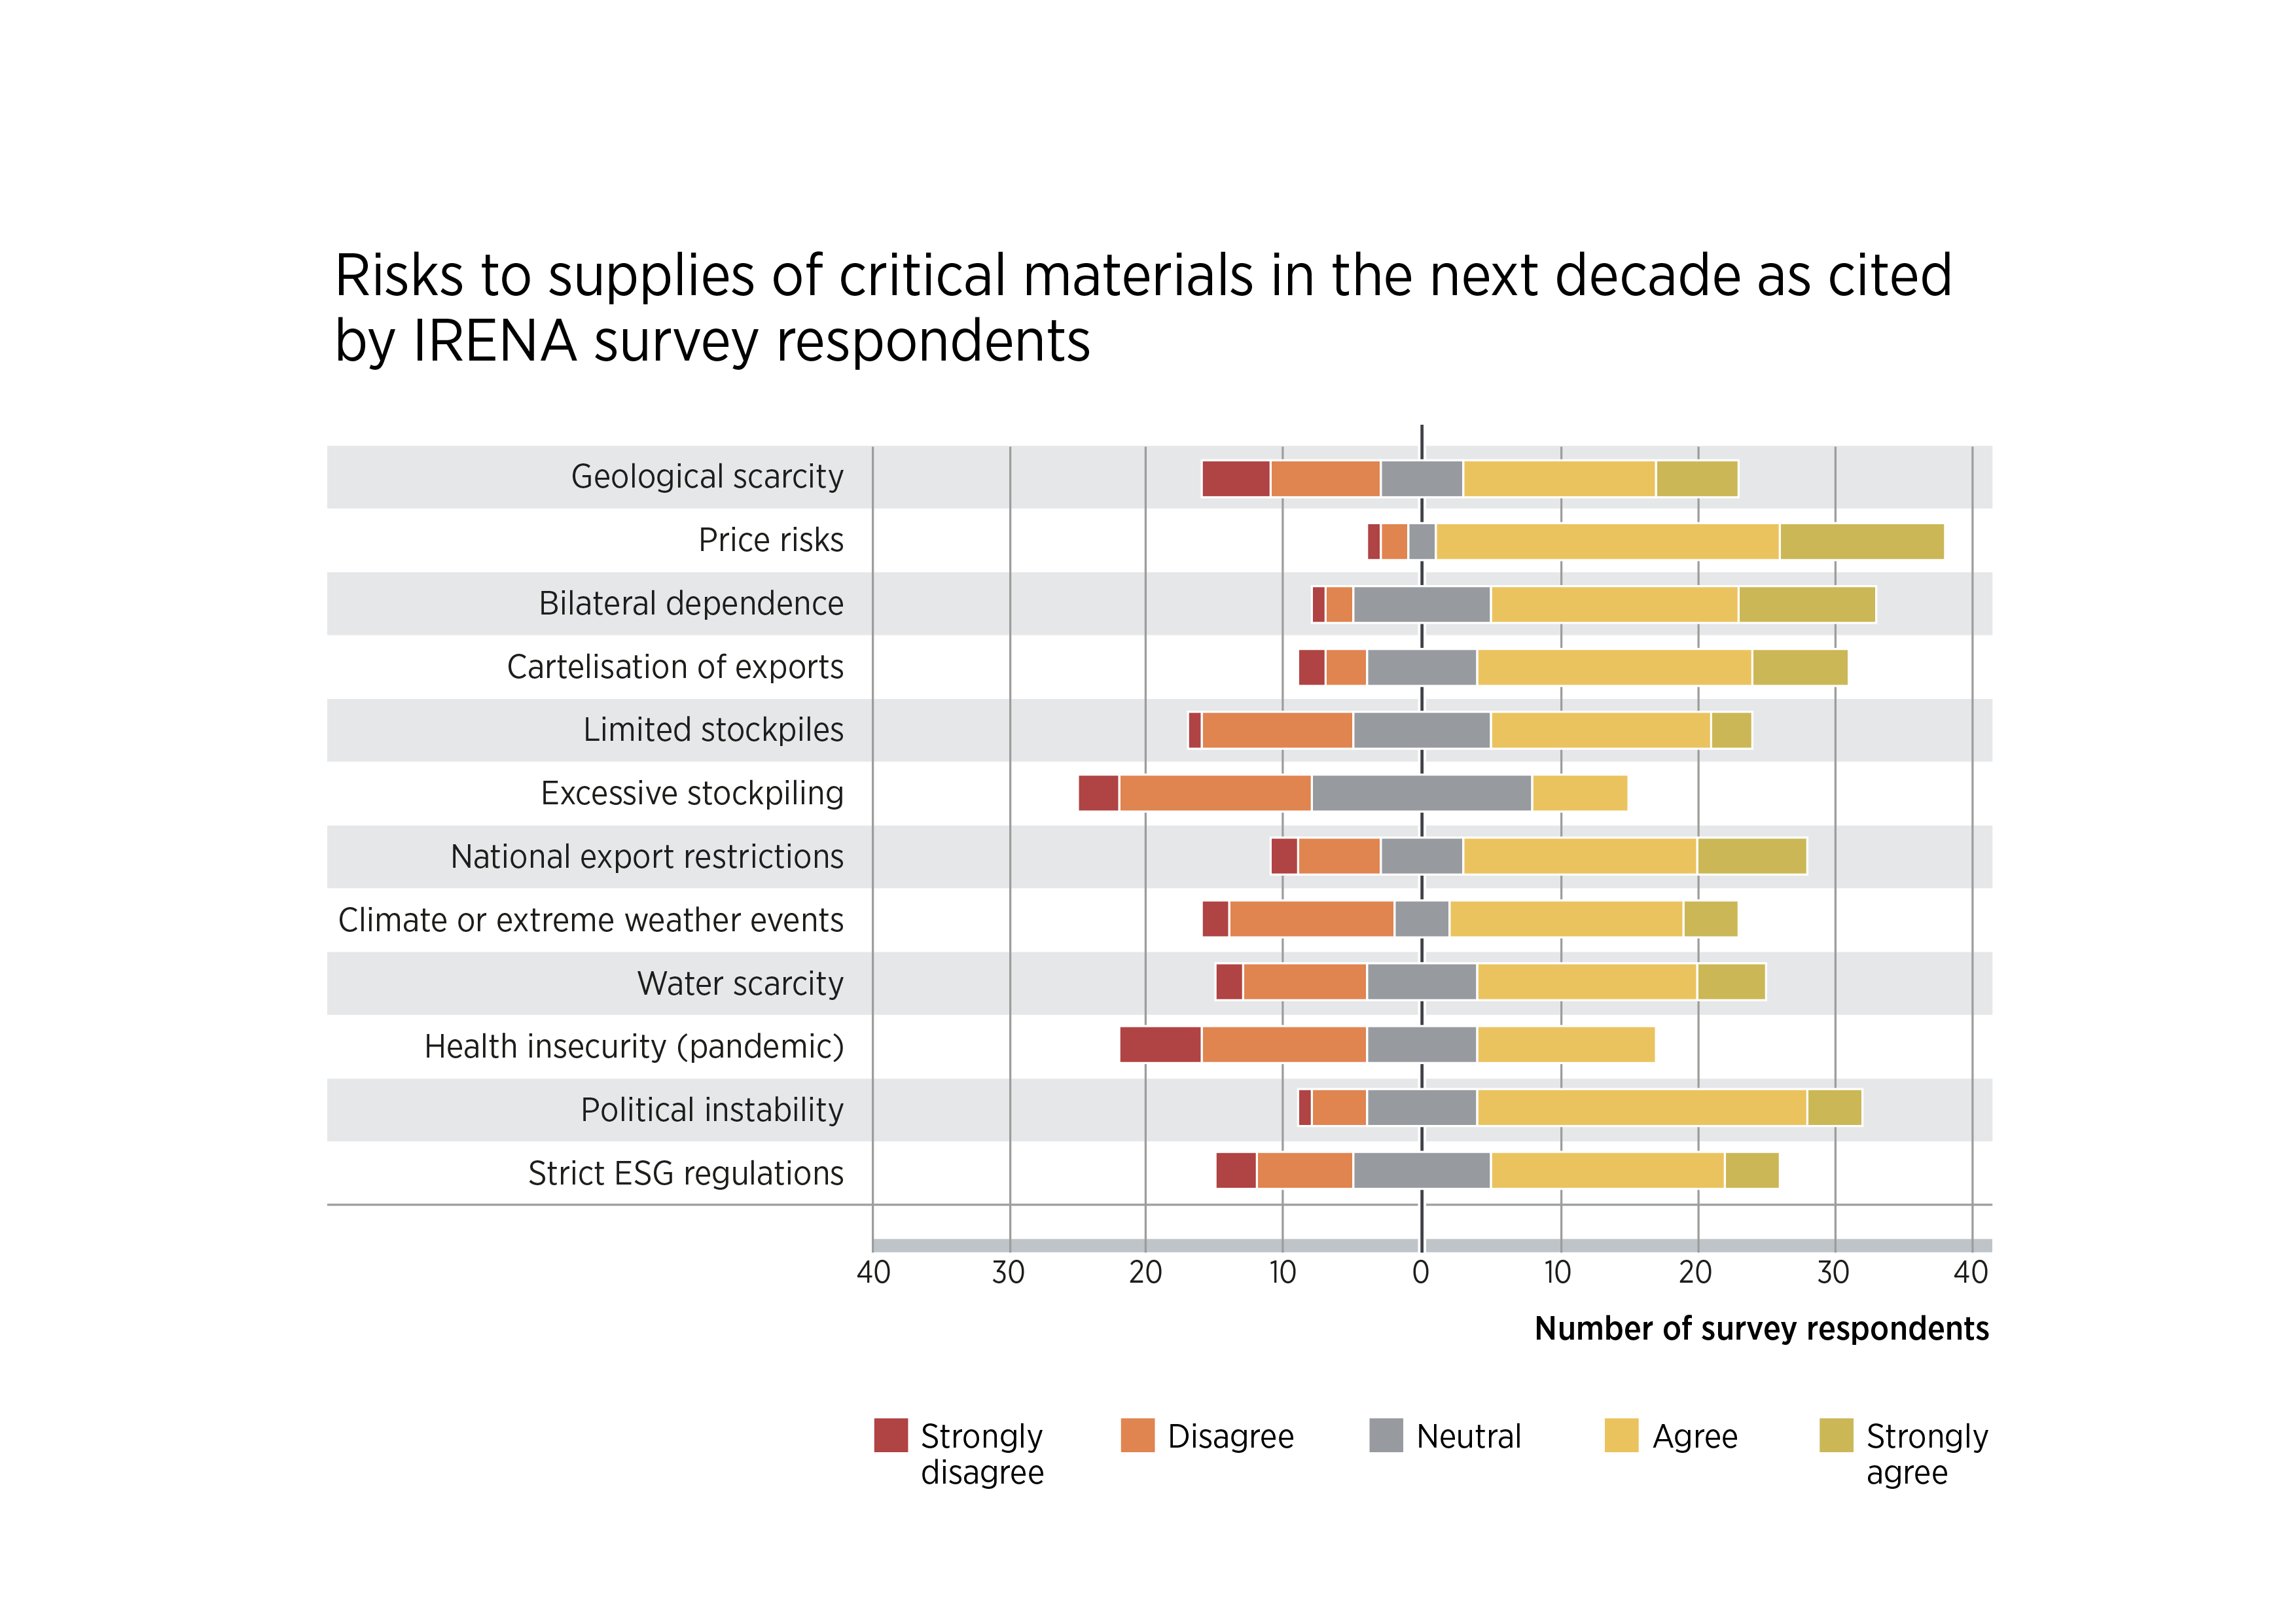 Risks to supplies of critical materials in the next decade as cited
by IRENA survey respondents
Geological scarcity
Price risks
Bilateral dependence
Cartelisation of exports
Limited stockpiles
Excessive stockpiling
National export restrictions
Climate or extreme weather events
Water scarcity
Health insecurity (pandemic)
Political instability
Strict ESG regulations
40 30 20 10 0 10 20 30 40
Number of survey respondents
Strongly disagree
Disagree
Neutral
Agree
Strongly agree